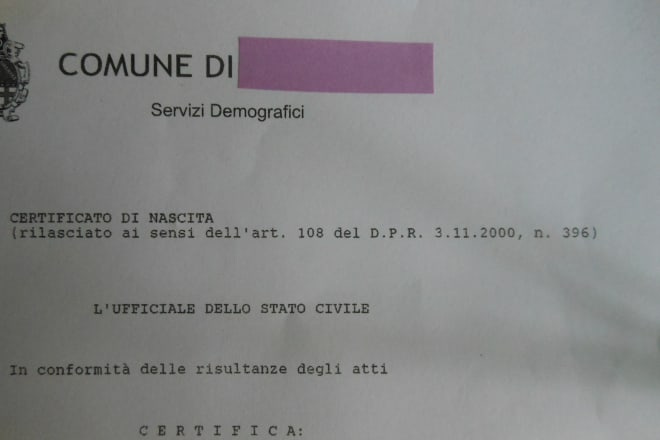 COMUNE DI
Servizi Demografici
CERTIFICATO DI NASCITA
(rilasciato ai sensi dell'art. 108 del D.P.R. 3.11.2000, n. 396)
L'UFFICIALE DELLO STATO CIVILE
In conformità delle risultanze degli atti
C E R T I F I C A: